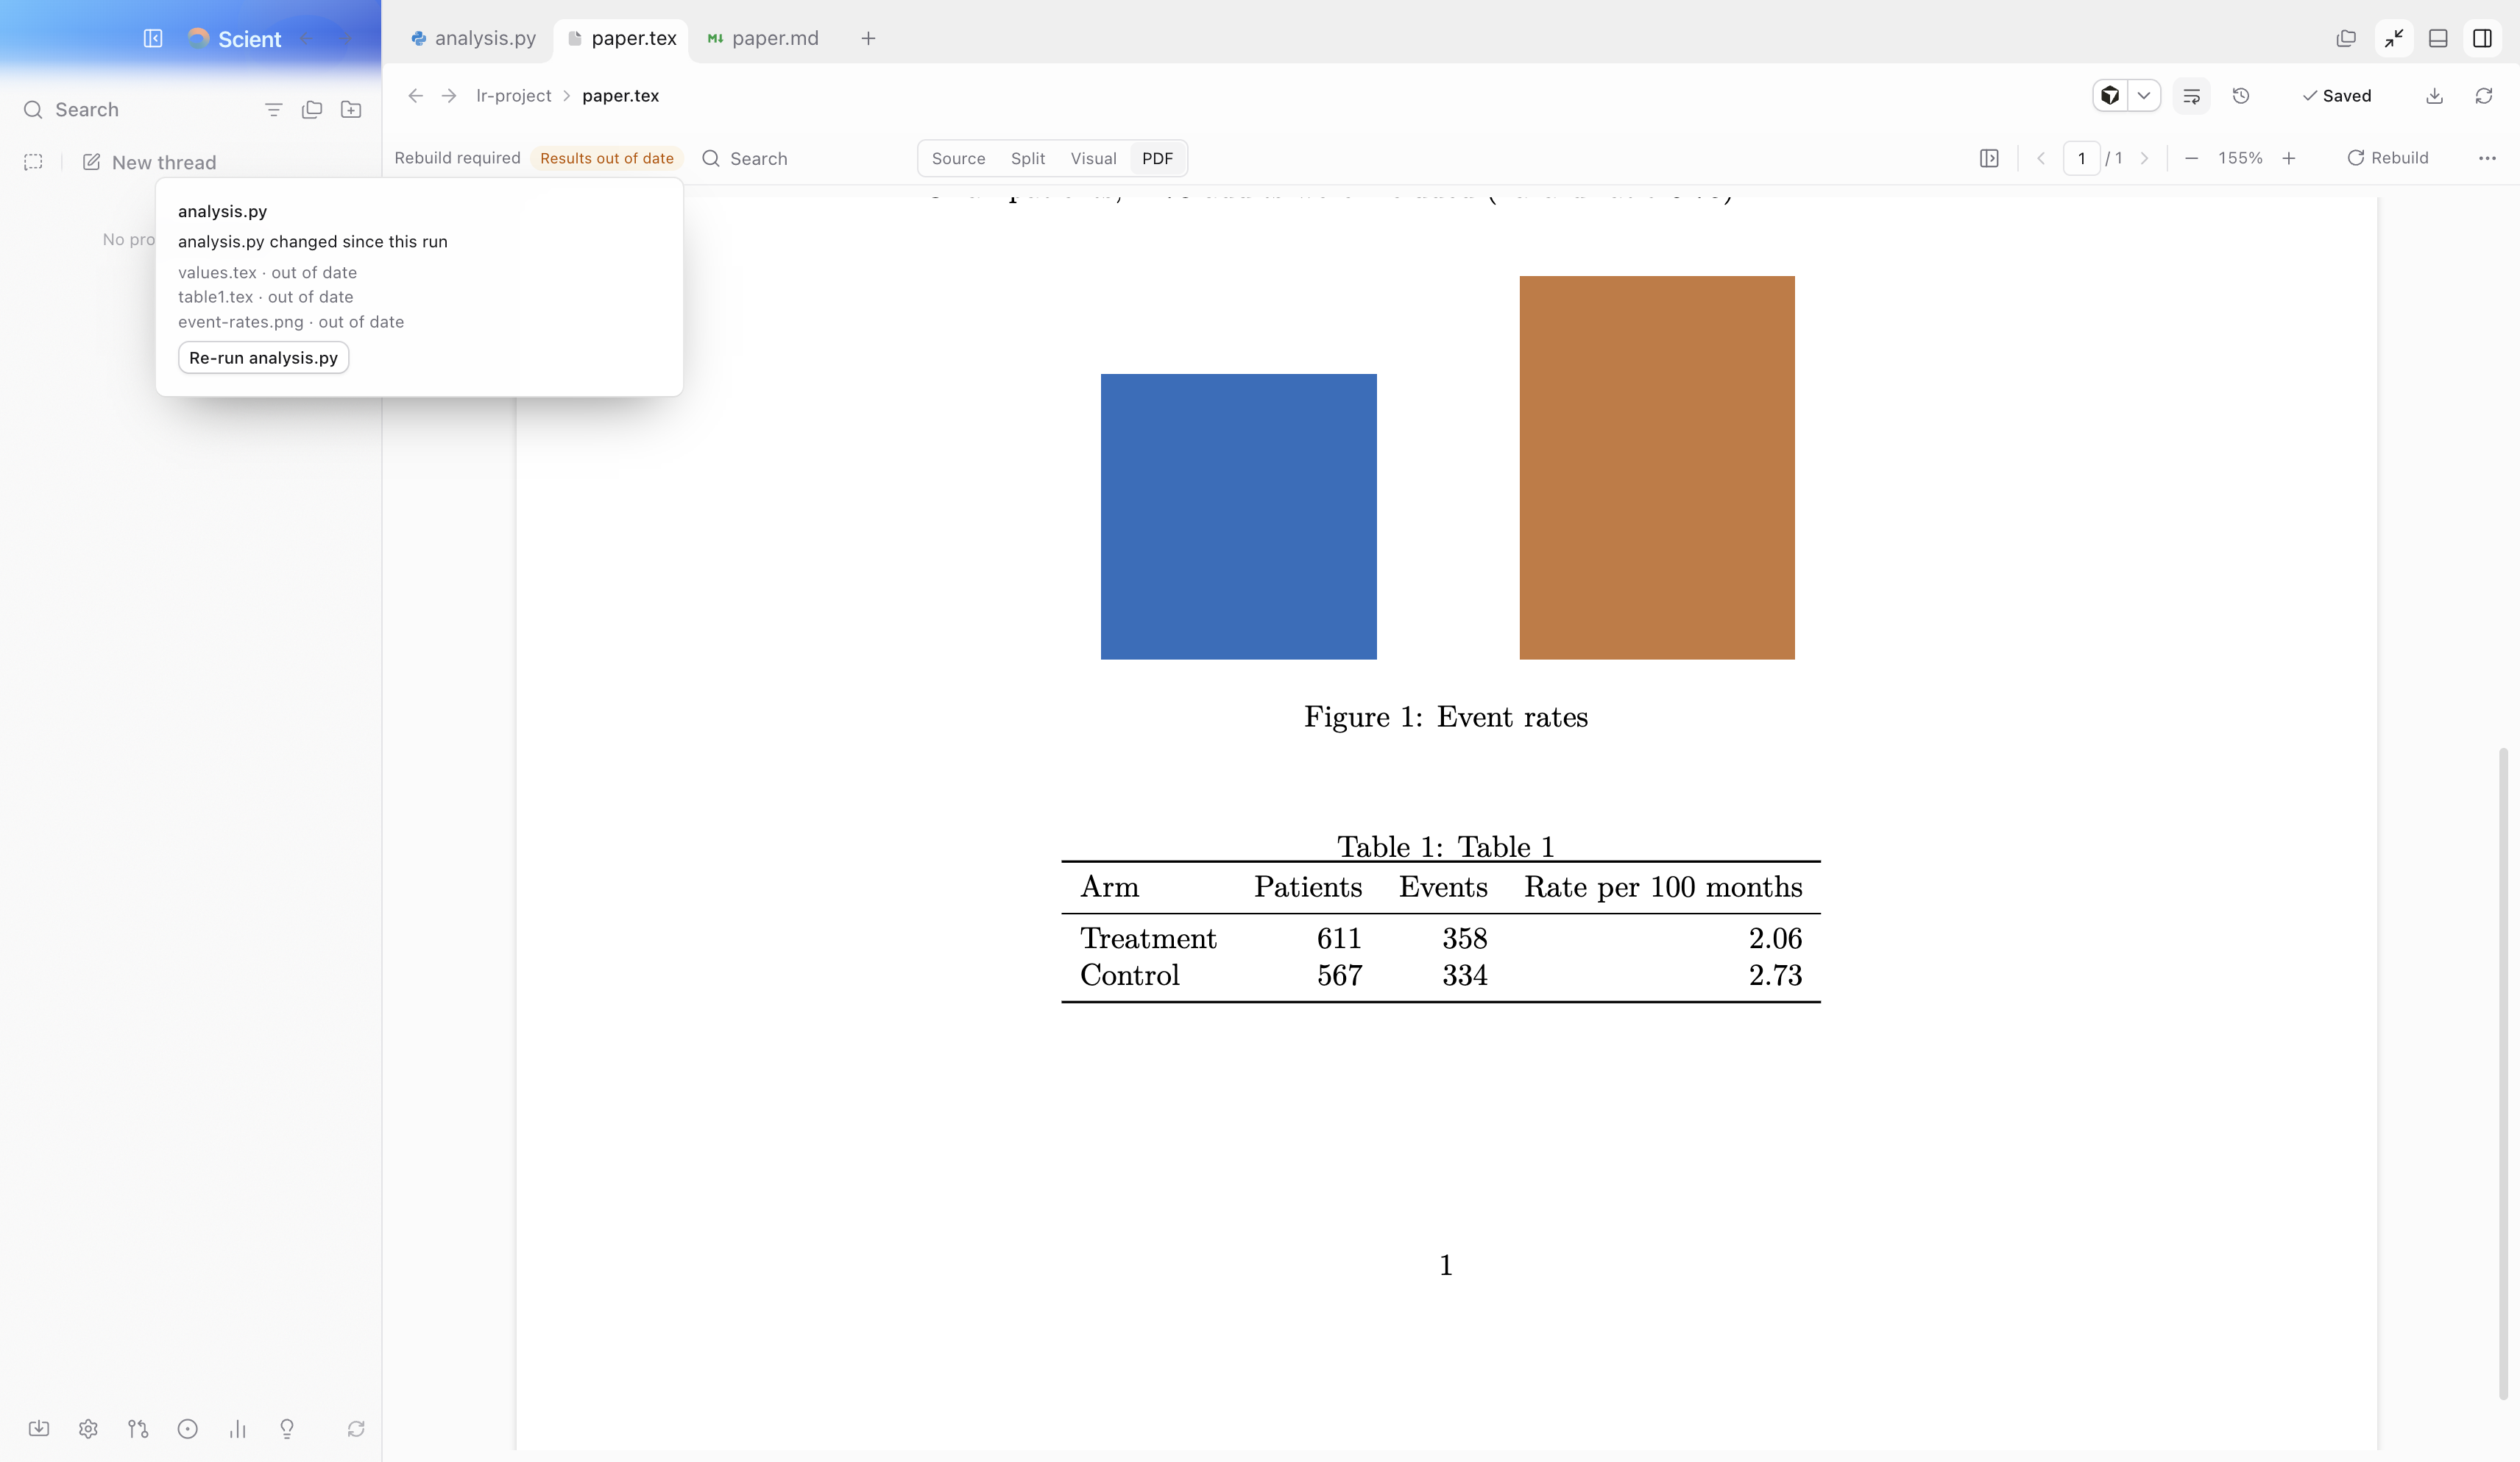 Scient
analysis.py
paper.tex
paper.md
Search
lr-project > paper.tex
Saved
New thread
Rebuild required
Results out of date
Search
Source
Split
Visual
PDF
1 / 1
155%
Rebuild
analysis.py
analysis.py changed since this run
values.tex · out of date
table1.tex · out of date
event-rates.png · out of date
Re-run analysis.py
No pro
Figure 1: Event rates
Table 1: Table 1
Arm Patients Events Rate per 100 months
Treatment 611 358 2.06
Control 567 334 2.73
1